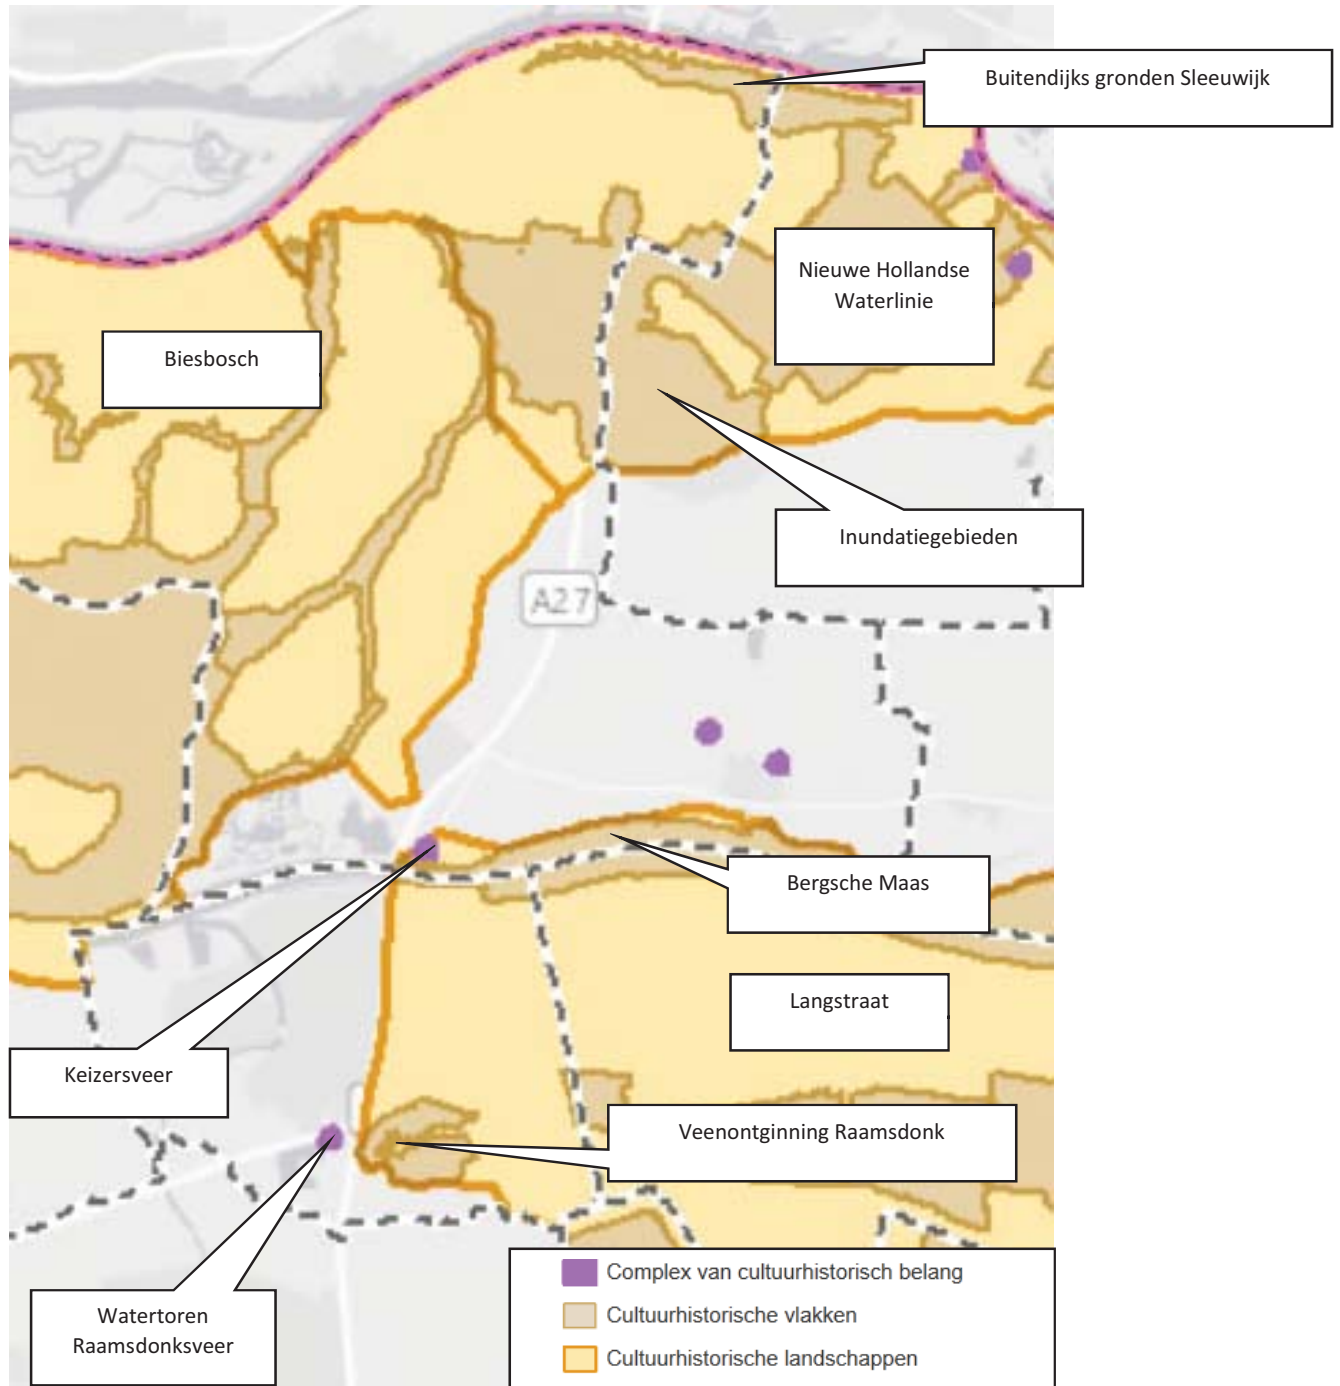 Buitendijks gronden Sleeuwijk
Nieuwe Hollandse
Waterlinie
Biesbosch
Inundatiegebieden
A27
Bergsche Maas
Langstraat
Keizersveer
Veenontginning Raamsdonk
Watertoren
Raamsdonksveer
Complex van cultuurhistorisch belang
Cultuurhistorische vlakken
Cultuurhistorische landschappen